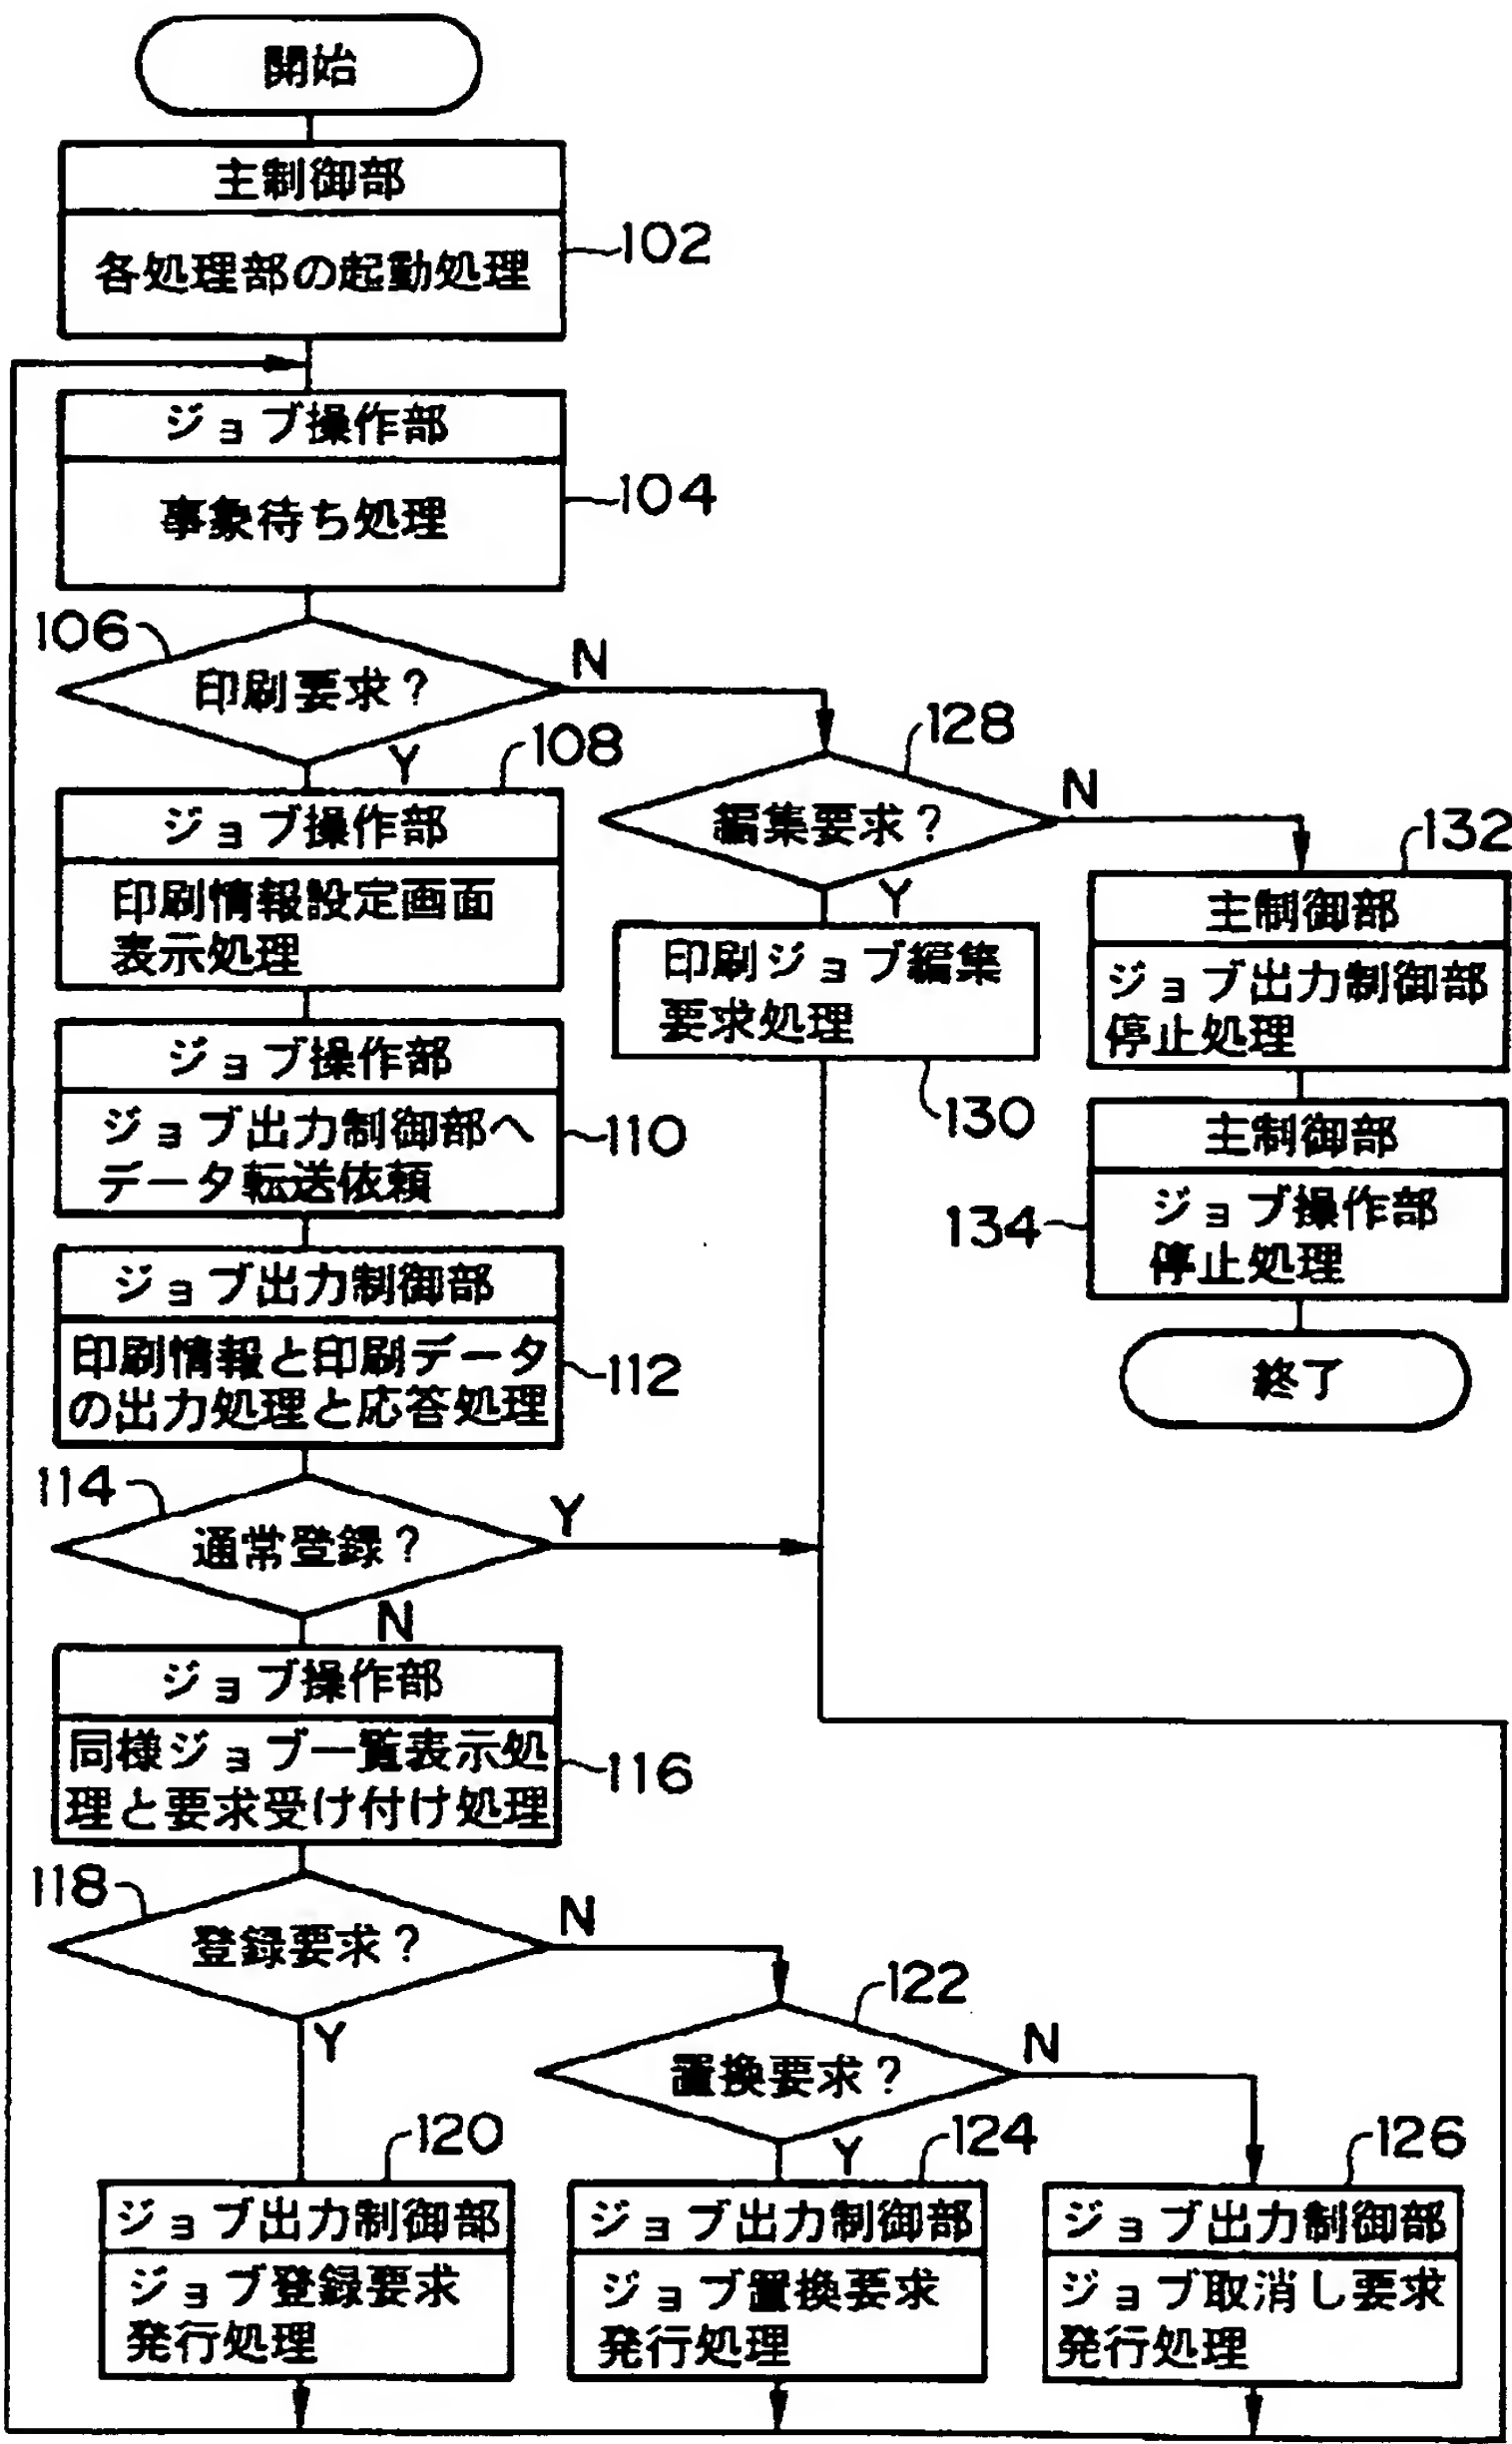 開始
主制御部
各処理部の起動処理
102
ジョブ操作部
事象待ち処理
104
106
印刷要求？
N
Y
108
ジョブ操作部
印刷情報設定画面
表示処理
128
編集要求？
N
Y
印刷ジョブ編集
要求処理
130
132
主制御部
ジョブ出力制御部
停止処理
主制御部
ジョブ操作部
停止処理
134
終了
ジョブ操作部
ジョブ出力制御部へ
データ転送依頼
110
ジョブ出力制御部
印刷情報と印刷データ
の出力処理と応答処理
112
114
通常登録？
Y
N
ジョブ操作部
同様ジョブ一覧表示処
理と要求受け付け処理
116
118
登録要求？
N
Y
122
置換要求？
N
Y
120
ジョブ出力制御部
ジョブ登録要求
発行処理
124
ジョブ出力制御部
ジョブ置換要求
発行処理
126
ジョブ出力制御部
ジョブ取消し要求
発行処理